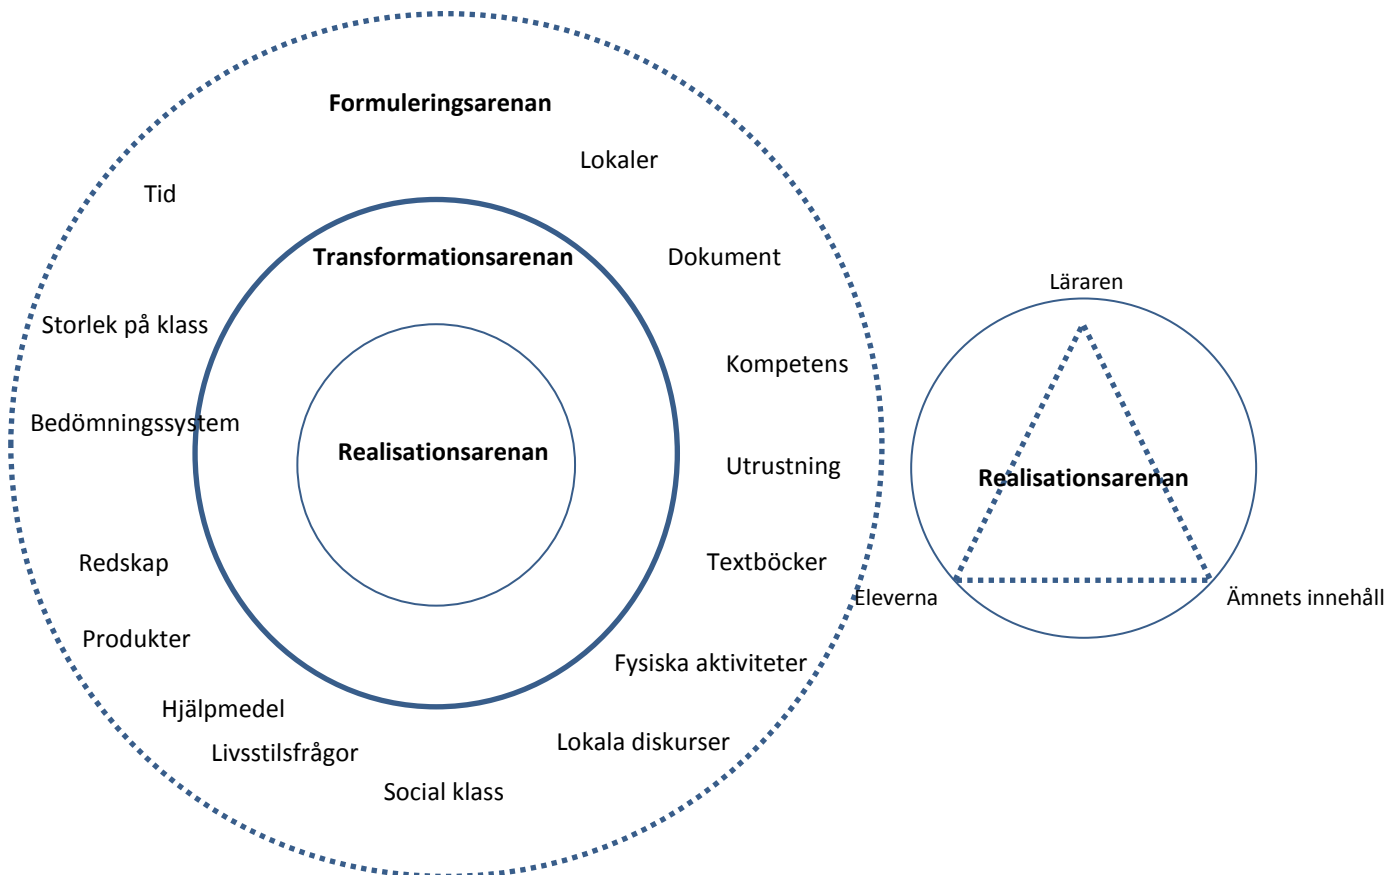 Formuleringsarenan
Lokaler
Tid
Transformationsarenan
Dokument
Läraren
Storlek på klass
Kompetens
Bedömningssystem
Realisationsarenan
Utrustning
Realisationsarenan
Redskap
Textböcker
Eleverna
Ämnets innehåll
Produkter
Fysiska aktiviteter
Hjälpmedel
Lokala diskurser
Livsstilsfrågor
Social klass